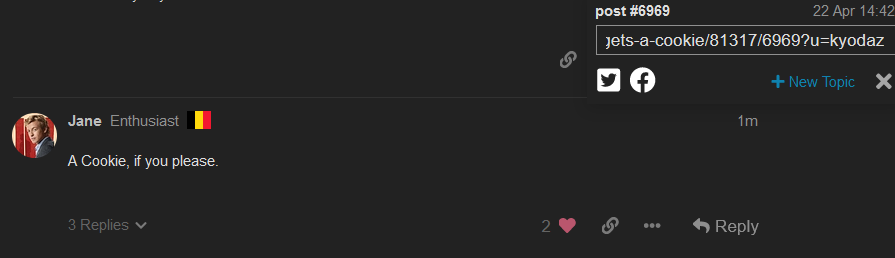 post #6969 22 Apr 14:42
gets-a-cookie/81317/6969?u=kyodaz
New Topic
Jane Enthusiast 1m
A Cookie, if you please.
3 Replies 2 Reply